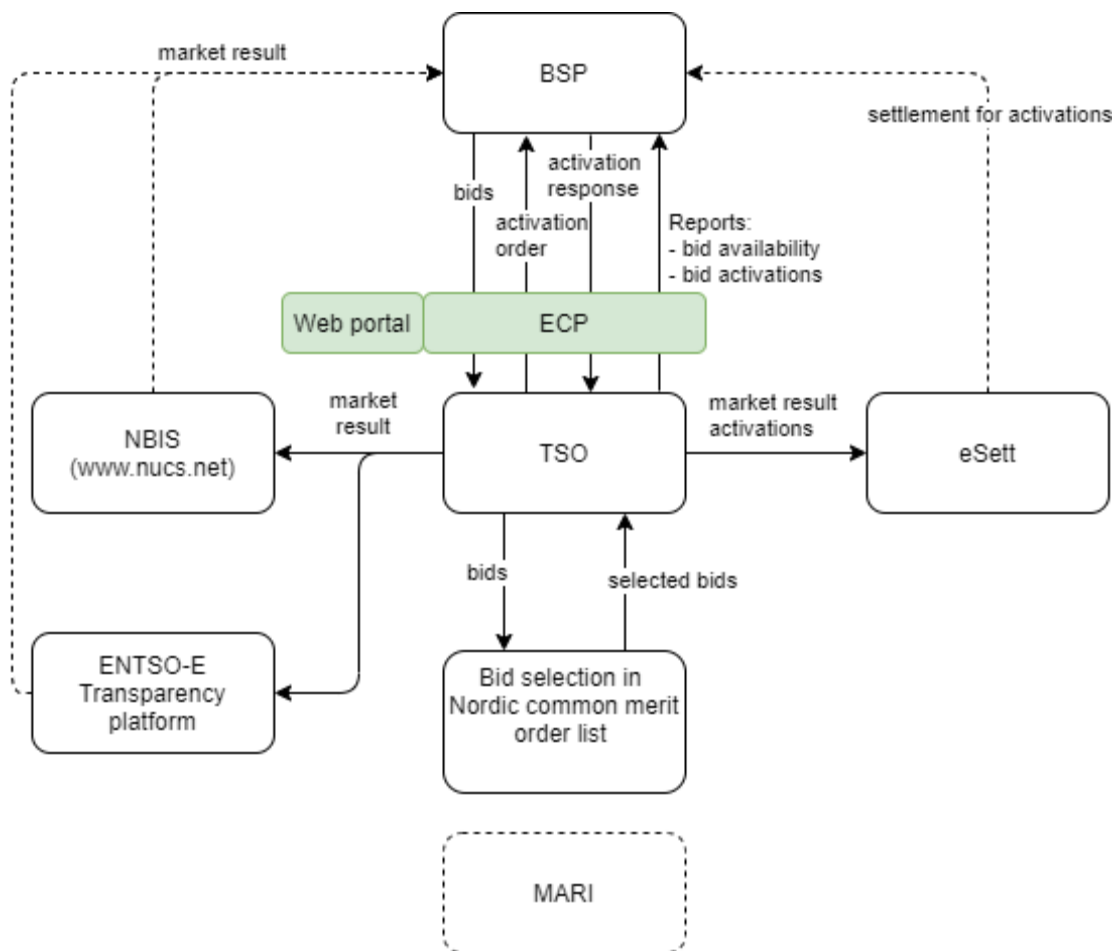 market result
BSP
settlement for activations
bids
activation
order
activation
response
Reports:
- bid availability
- bid activations
Web portal
ECP
NBIS
(www.nucs.net)
market
result
TSO
market result
activations
eSett
bids
selected bids
ENTSO-E
Transparency
platform
Bid selection in
Nordic common merit
order list
MARI